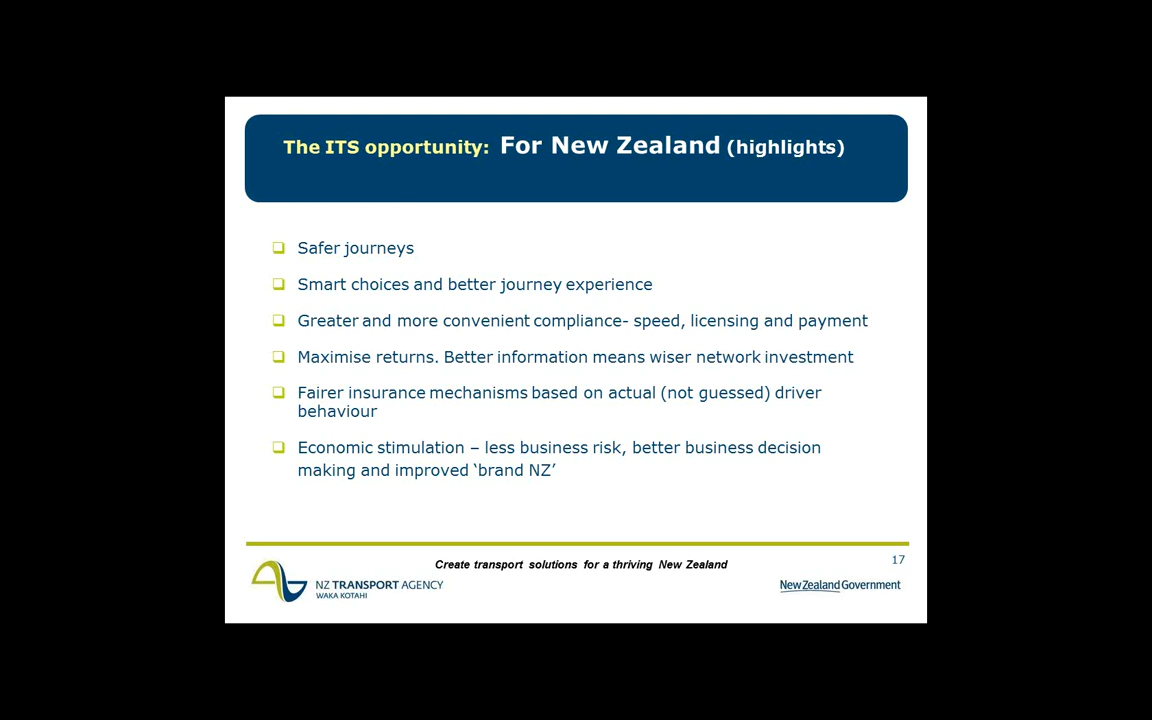 The ITS opportunity: For New Zealand (highlights)
Safer journeys
Smart choices and better journey experience
Greater and more convenient compliance- speed, licensing and payment
Maximise returns. Better information means wiser network investment
Fairer insurance mechanisms based on actual (not guessed) driver
behaviour
Economic stimulation – less business risk, better business decision
making and improved ‘brand NZ’
17
Create transport solutions for a thriving New Zealand
NZ TRANSPORT AGENCY
WAKA KOTAHI
New Zealand Government